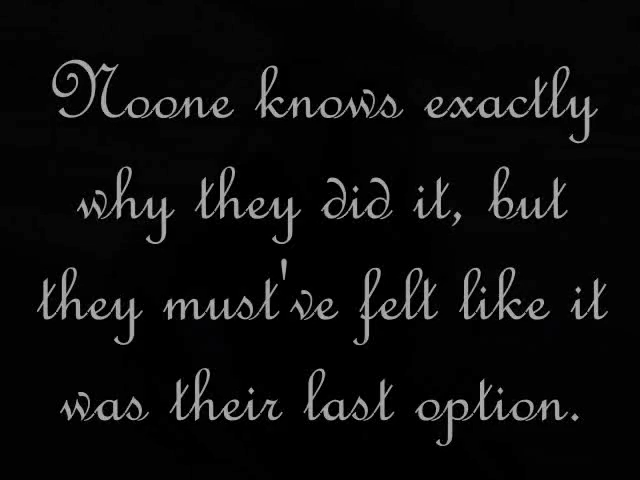 Noone knows exactly
why they did it, but
they must've felt like it
was their last option.